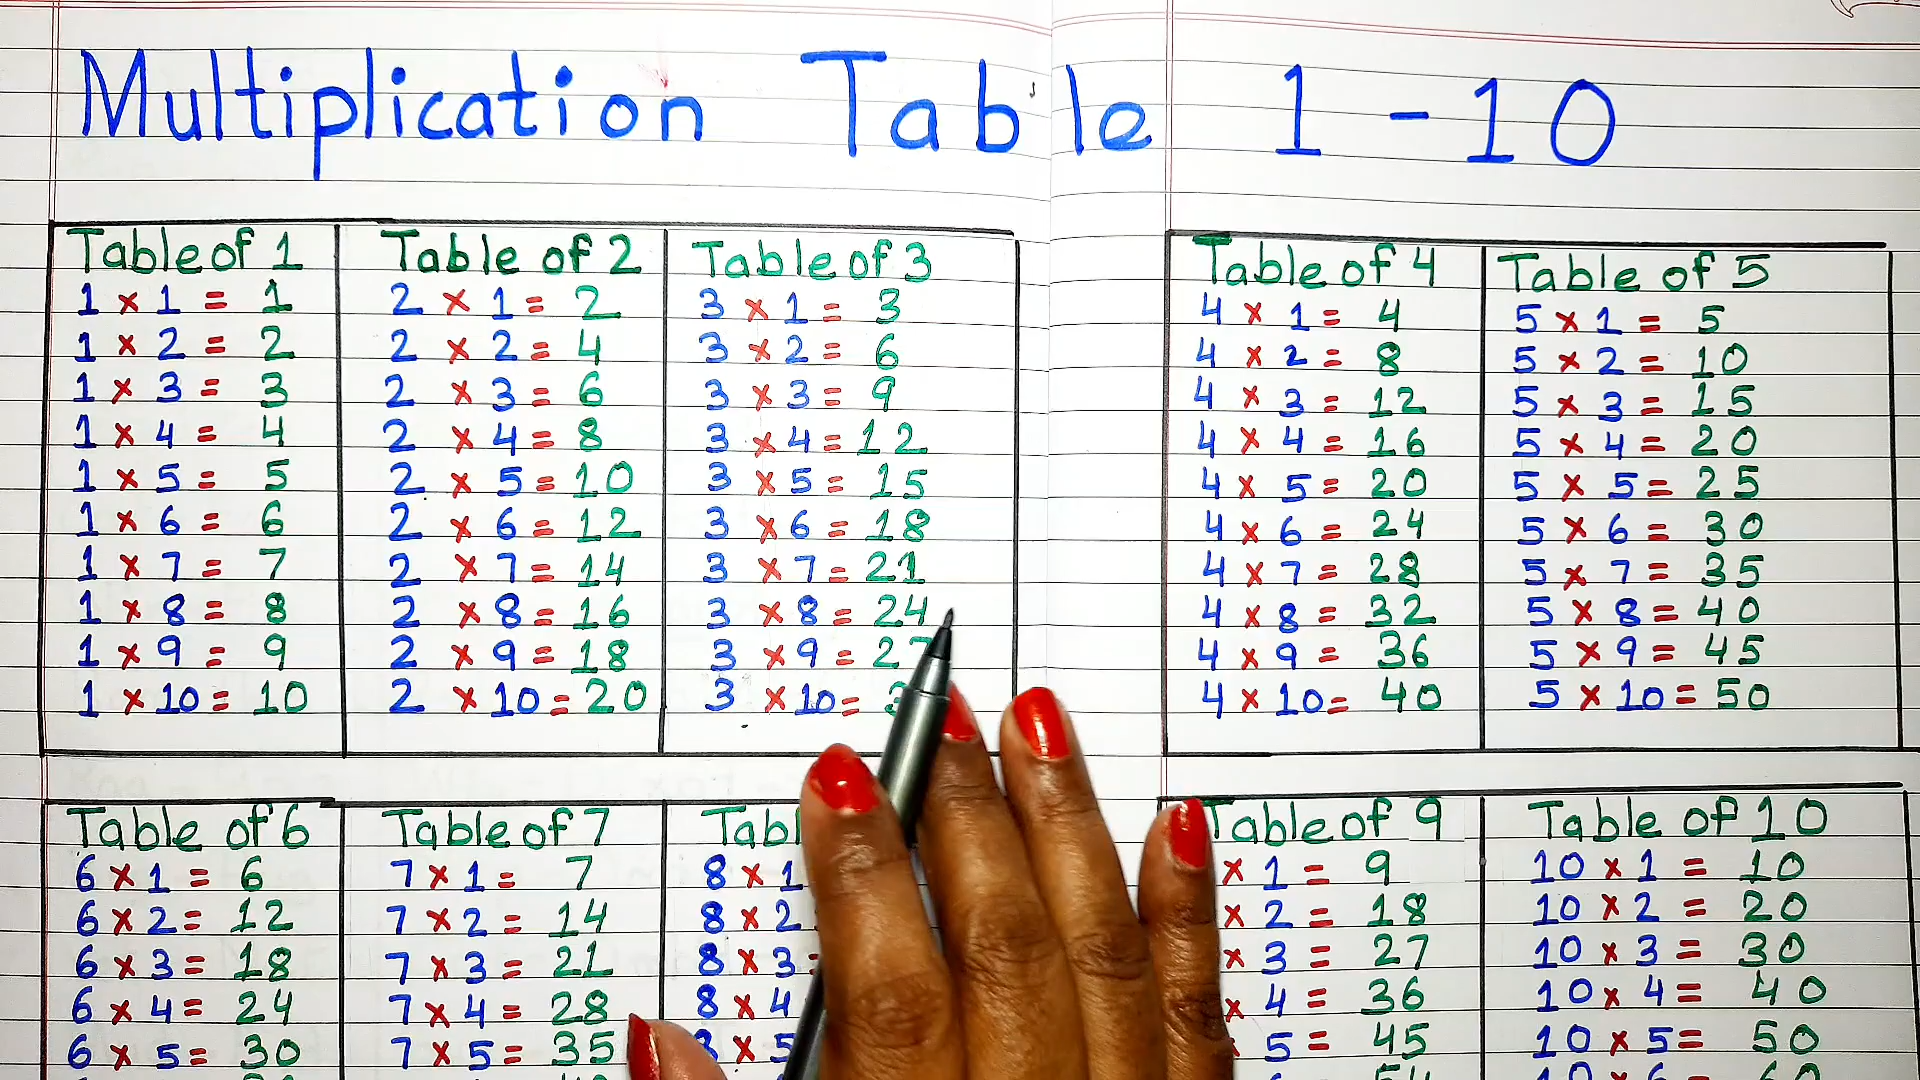 Multiplication Table 1 - 10
Table of 1
1 × 1 = 1
1 × 2 = 2
1 × 3 = 3
1 × 4 = 4
1 × 5 = 5
1 × 6 = 6
1 × 7 = 7
1 × 8 = 8
1 × 9 = 9
1 × 10 = 10
Table of 2
2 × 1 = 2
2 × 2 = 4
2 × 3 = 6
2 × 4 = 8
2 × 5 = 10
2 × 6 = 12
2 × 7 = 14
2 × 8 = 16
2 × 9 = 18
2 × 10 = 20
Table of 3
3 × 1 = 3
3 × 2 = 6
3 × 3 = 9
3 × 4 = 12
3 × 5 = 15
3 × 6 = 18
3 × 7 = 21
3 × 8 = 24
3 × 9 = 27
3 × 10 =
Table of 4
4 × 1 = 4
4 × 2 = 8
4 × 3 = 12
4 × 4 = 16
4 × 5 = 20
4 × 6 = 24
4 × 7 = 28
4 × 8 = 32
4 × 9 = 36
4 × 10 = 40
Table of 5
5 × 1 = 5
5 × 2 = 10
5 × 3 = 15
5 × 4 = 20
5 × 5 = 25
5 × 6 = 30
5 × 7 = 35
5 × 8 = 40
5 × 9 = 45
5 × 10 = 50
Table of 6
6 × 1 = 6
6 × 2 = 12
6 × 3 = 18
6 × 4 = 24
6 × 5 = 30
Table of 7
7 × 1 = 7
7 × 2 = 14
7 × 3 = 21
7 × 4 = 28
7 × 5 = 35
8 × 1
8 × 2
8 × 3
8 × 4
8 × 5
Table of 9
× 1 = 9
× 2 = 18
× 3 = 27
× 4 = 36
× 5 = 45
Table of 10
10 × 1 = 10
10 × 2 = 20
10 × 3 = 30
10 × 4 = 40
10 × 5 = 50